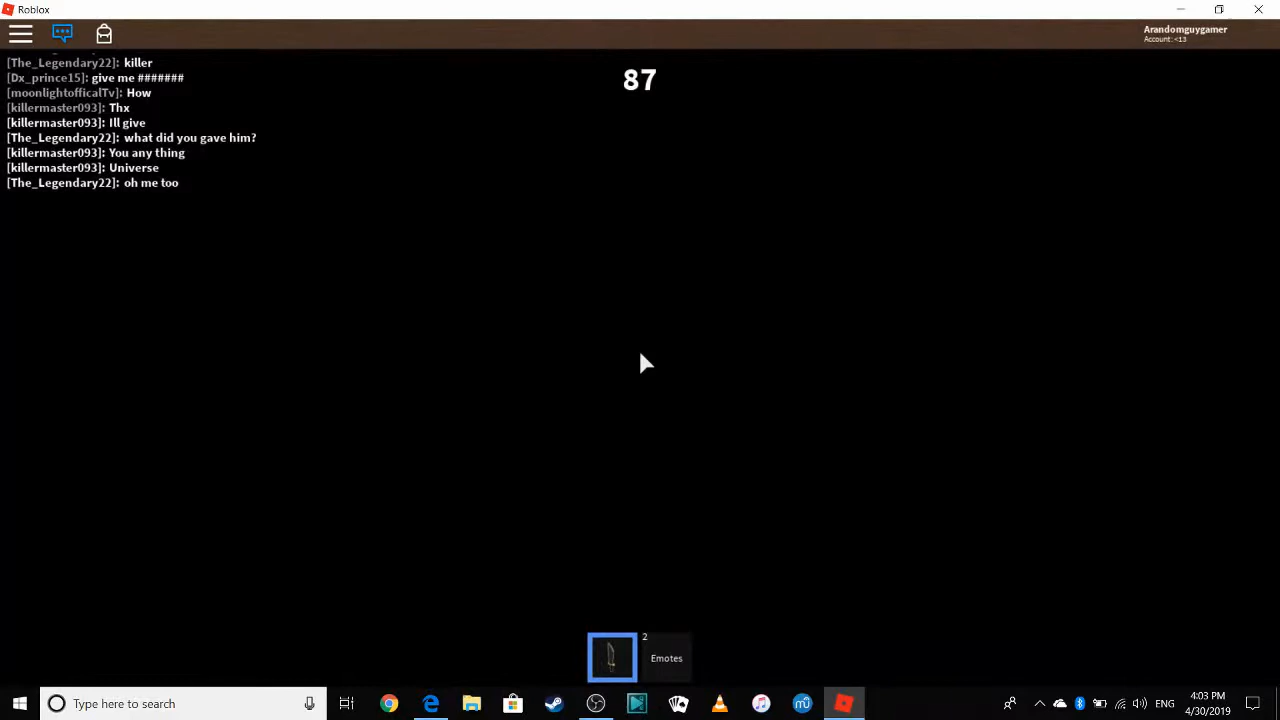 Roblox
Arandomguygamer
Account: <13
[The_Legendary22]: killer
[Dx_prince15]: give me #######
[moonlightofficalTv]: How
[killermaster093]: Thx
[killermaster093]: Ill give
[The_Legendary22]: what did you gave him?
[killermaster093]: You any thing
[killermaster093]: Universe
[The_Legendary22]: oh me too
87
2
Emotes
Type here to search
ENG
4:03 PM
4/30/2019